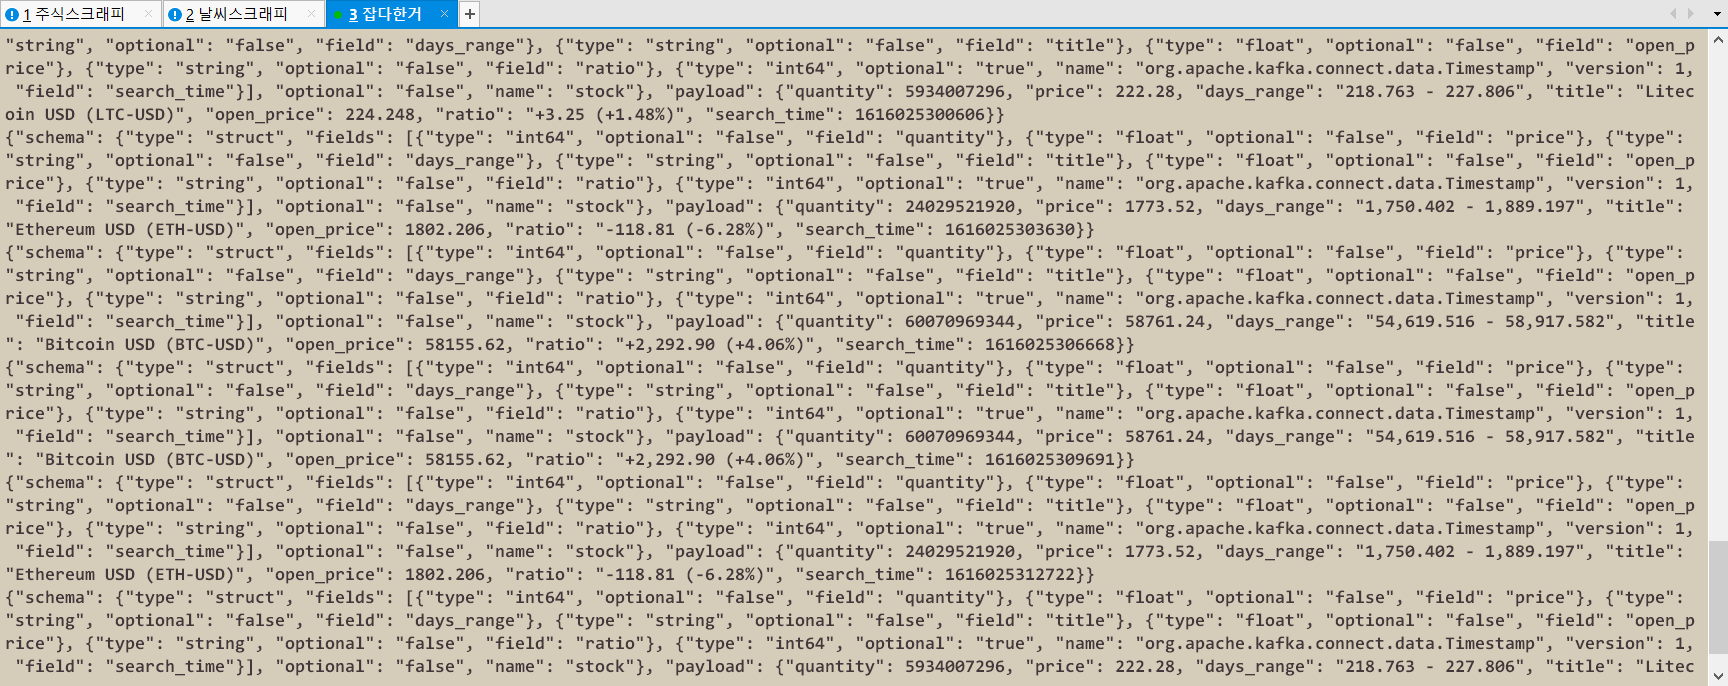 1 주식스크래피 2 날씨스크래피 3 잡다한거
"string", "optional": "false", "field": "days_range"}, {"type": "string", "optional": "false", "field": "title"}, {"type": "float", "optional": "false", "field": "open_p
rice"}, {"type": "string", "optional": "false", "field": "ratio"}, {"type": "int64", "optional": "true", "name": "org.apache.kafka.connect.data.Timestamp", "version": 1,
"field": "search_time"}], "optional": "false", "name": "stock"}, "payload": {"quantity": 5934007296, "price": 222.28, "days_range": "218.763 - 227.806", "title": "Litec
oin USD (LTC-USD)", "open_price": 224.248, "ratio": "+3.25 (+1.48%)", "search_time": 1616025300606}}
{"schema": {"type": "struct", "fields": [{"type": "int64", "optional": "false", "field": "quantity"}, {"type": "float", "optional": "false", "field": "price"}, {"type":
"string", "optional": "false", "field": "days_range"}, {"type": "string", "optional": "false", "field": "title"}, {"type": "float", "optional": "false", "field": "open_p
rice"}, {"type": "string", "optional": "false", "field": "ratio"}, {"type": "int64", "optional": "true", "name": "org.apache.kafka.connect.data.Timestamp", "version": 1,
"field": "search_time"}], "optional": "false", "name": "stock"}, "payload": {"quantity": 24029521920, "price": 1773.52, "days_range": "1,750.402 - 1,889.197", "title":
"Ethereum USD (ETH-USD)", "open_price": 1802.206, "ratio": "-118.81 (-6.28%)", "search_time": 1616025303630}}
{"schema": {"type": "struct", "fields": [{"type": "int64", "optional": "false", "field": "quantity"}, {"type": "float", "optional": "false", "field": "price"}, {"type":
"string", "optional": "false", "field": "days_range"}, {"type": "string", "optional": "false", "field": "title"}, {"type": "float", "optional": "false", "field": "open_p
rice"}, {"type": "string", "optional": "false", "field": "ratio"}, {"type": "int64", "optional": "true", "name": "org.apache.kafka.connect.data.Timestamp", "version": 1,
"field": "search_time"}], "optional": "false", "name": "stock"}, "payload": {"quantity": 60070969344, "price": 58761.24, "days_range": "54,619.516 - 58,917.582", "title
": "Bitcoin USD (BTC-USD)", "open_price": 58155.62, "ratio": "+2,292.90 (+4.06%)", "search_time": 1616025306668}}
{"schema": {"type": "struct", "fields": [{"type": "int64", "optional": "false", "field": "quantity"}, {"type": "float", "optional": "false", "field": "price"}, {"type":
"string", "optional": "false", "field": "days_range"}, {"type": "string", "optional": "false", "field": "title"}, {"type": "float", "optional": "false", "field": "open_p
rice"}, {"type": "string", "optional": "false", "field": "ratio"}, {"type": "int64", "optional": "true", "name": "org.apache.kafka.connect.data.Timestamp", "version": 1,
"field": "search_time"}], "optional": "false", "name": "stock"}, "payload": {"quantity": 60070969344, "price": 58761.24, "days_range": "54,619.516 - 58,917.582", "title
": "Bitcoin USD (BTC-USD)", "open_price": 58155.62, "ratio": "+2,292.90 (+4.06%)", "search_time": 1616025309691}}
{"schema": {"type": "struct", "fields": [{"type": "int64", "optional": "false", "field": "quantity"}, {"type": "float", "optional": "false", "field": "price"}, {"type":
"string", "optional": "false", "field": "days_range"}, {"type": "string", "optional": "false", "field": "title"}, {"type": "float", "optional": "false", "field": "open_p
rice"}, {"type": "string", "optional": "false", "field": "ratio"}, {"type": "int64", "optional": "true", "name": "org.apache.kafka.connect.data.Timestamp", "version": 1,
"field": "search_time"}], "optional": "false", "name": "stock"}, "payload": {"quantity": 24029521920, "price": 1773.52, "days_range": "1,750.402 - 1,889.197", "title":
"Ethereum USD (ETH-USD)", "open_price": 1802.206, "ratio": "-118.81 (-6.28%)", "search_time": 1616025312722}}
{"schema": {"type": "struct", "fields": [{"type": "int64", "optional": "false", "field": "quantity"}, {"type": "float", "optional": "false", "field": "price"}, {"type":
"string", "optional": "false", "field": "days_range"}, {"type": "string", "optional": "false", "field": "title"}, {"type": "float", "optional": "false", "field": "open_p
rice"}, {"type": "string", "optional": "false", "field": "ratio"}, {"type": "int64", "optional": "true", "name": "org.apache.kafka.connect.data.Timestamp", "version": 1,
"field": "search_time"}], "optional": "false", "name": "stock"}, "payload": {"quantity": 5934007296, "price": 222.28, "days_range": "218.763 - 227.806", "title": "Litec